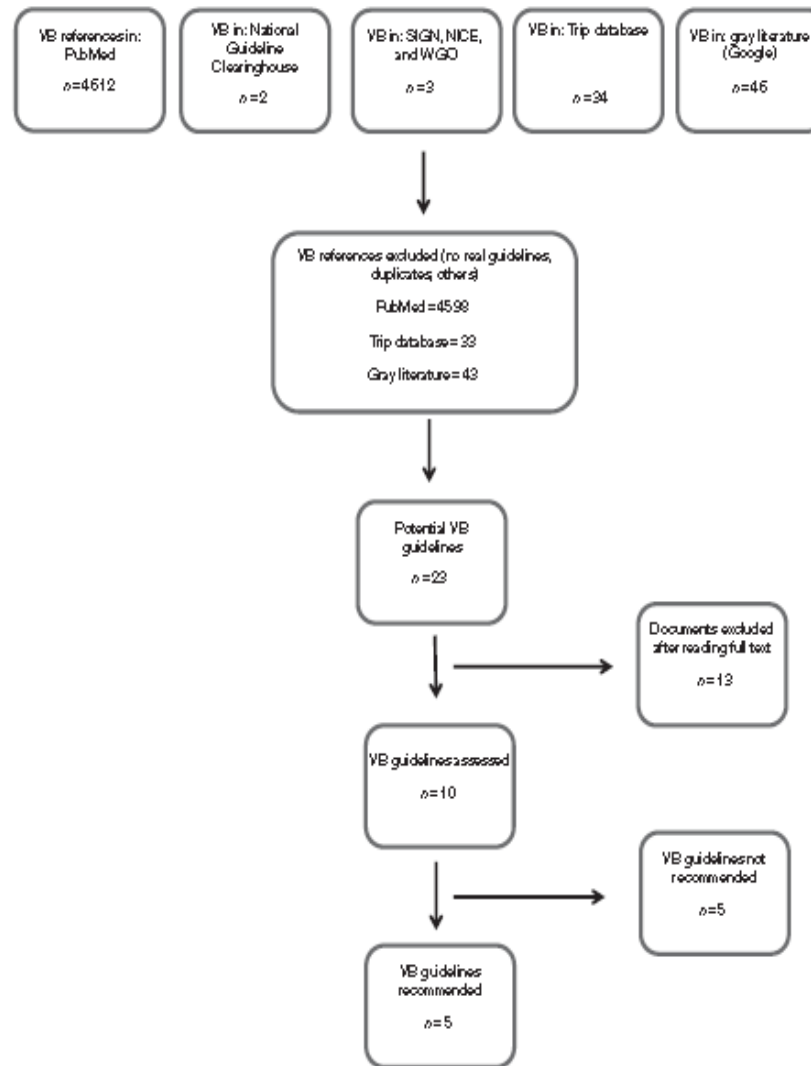 VB references in:
PubMed
n=4612
VB in: National
Guideline
Clearinghouse
n=2
VB in: SIGN, NICE,
and WGO
n=3
VB in: Trip database
n=34
VB in: gray literature
(Google)
n=46
VB references excluded (no real guidelines,
duplicates, others)
PubMed =4598
Trip database = 33
Gray literature = 43
Potential VB
guidelines
n=23
Documents excluded
after reading full text
n=13
VB guidelines assessed
n=10
VB guidelines not
recommended
n=5
VB guidelines
recommended
n=5